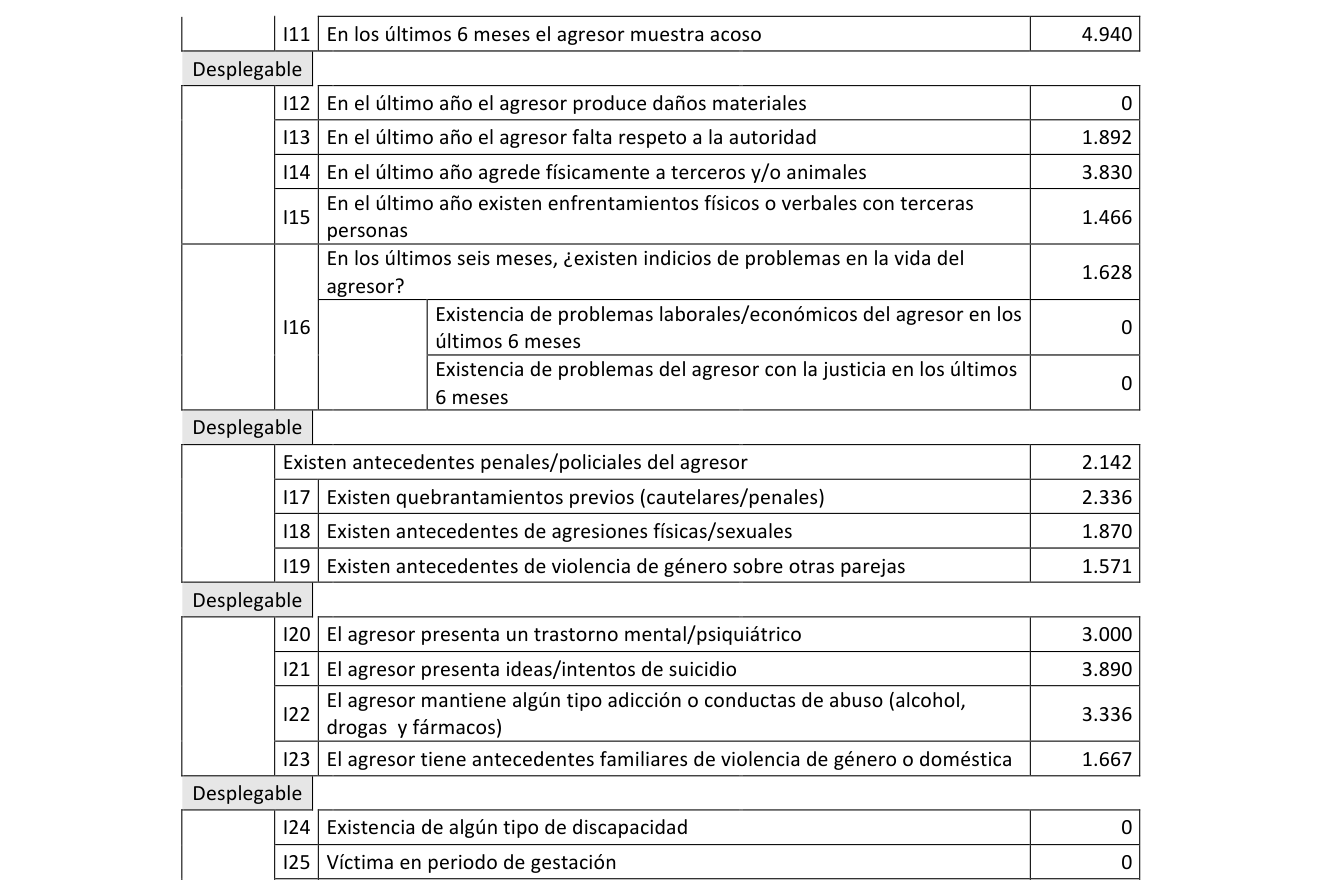 I11 En los últimos 6 meses el agresor muestra acoso 4.940
Desplegable
I12 En el último año el agresor produce daños materiales 0
I13 En el último año el agresor falta respeto a la autoridad 1.892
I14 En el último año agrede físicamente a terceros y/o animales 3.830
I15 En el último año existen enfrentamientos físicos o verbales con terceras
personas 1.466
I16 En los últimos seis meses, ¿existen indicios de problemas en la vida del
agresor? 1.628
Existencia de problemas laborales/económicos del agresor en los
últimos 6 meses 0
Existencia de problemas del agresor con la justicia en los últimos
6 meses 0
Desplegable
Existen antecedentes penales/policiales del agresor 2.142
I17 Existen quebrantamientos previos (cautelares/penales) 2.336
I18 Existen antecedentes de agresiones físicas/sexuales 1.870
I19 Existen antecedentes de violencia de género sobre otras parejas 1.571
Desplegable
I20 El agresor presenta un trastorno mental/psiquiátrico 3.000
I21 El agresor presenta ideas/intentos de suicidio 3.890
I22 El agresor mantiene algún tipo adicción o conductas de abuso (alcohol,
drogas y fármacos) 3.336
I23 El agresor tiene antecedentes familiares de violencia de género o doméstica 1.667
Desplegable
I24 Existencia de algún tipo de discapacidad 0
I25 Víctima en periodo de gestación 0